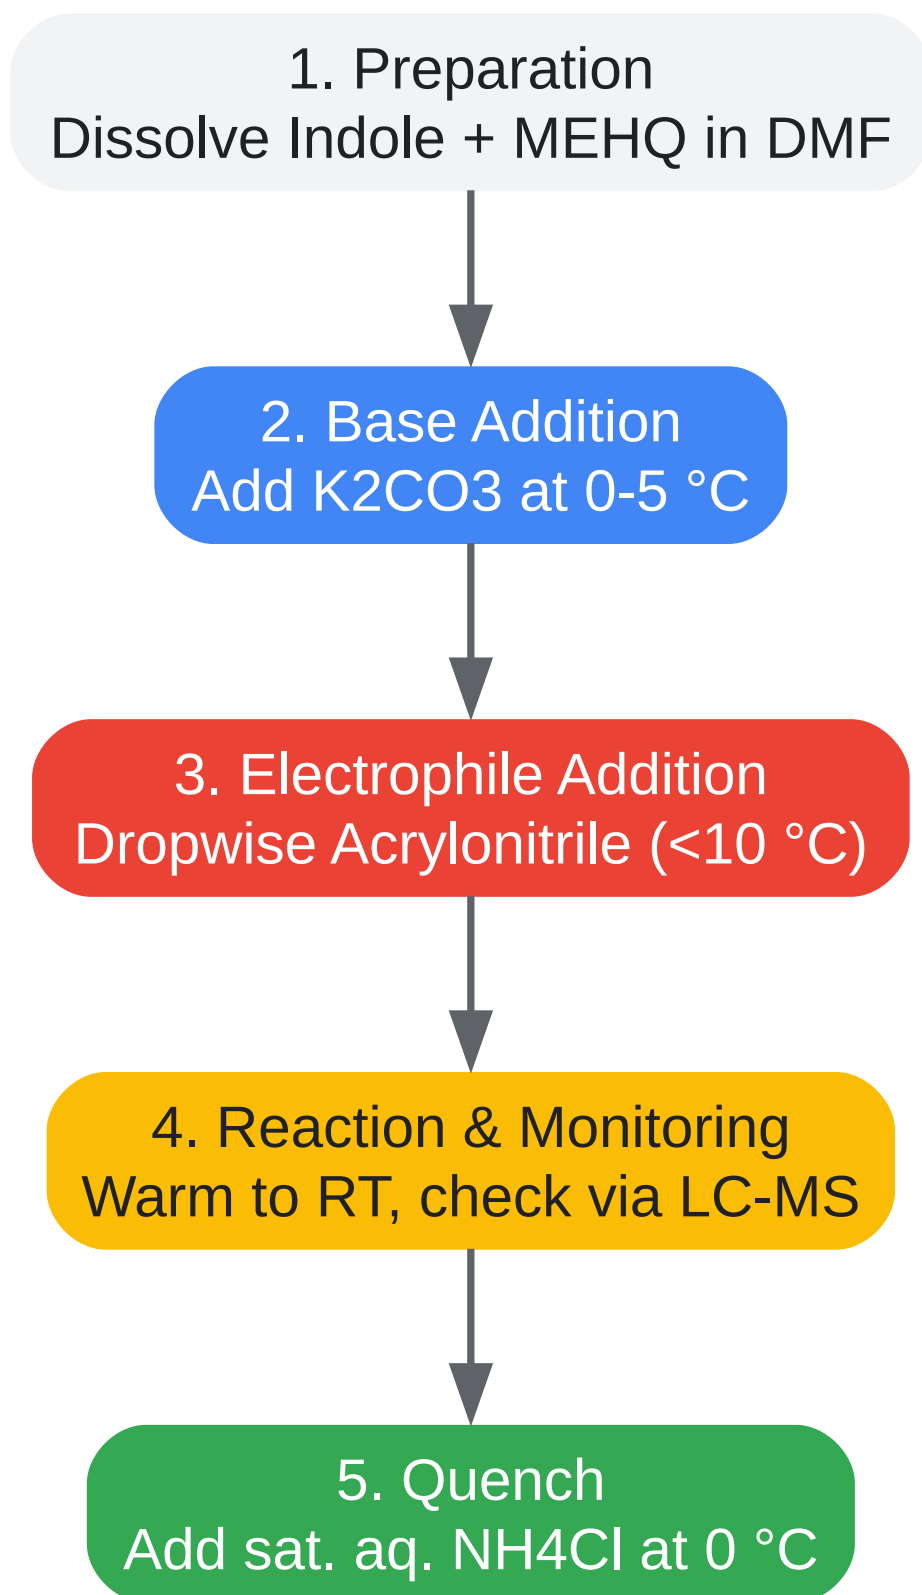 1. Preparation
Dissolve Indole + MEHQ in DMF
2. Base Addition
Add K2CO3 at 0-5 °C
3. Electrophile Addition
Dropwise Acrylonitrile (<10 °C)
4. Reaction & Monitoring
Warm to RT, check via LC-MS
5. Quench
Add sat. aq. NH4Cl at 0 °C